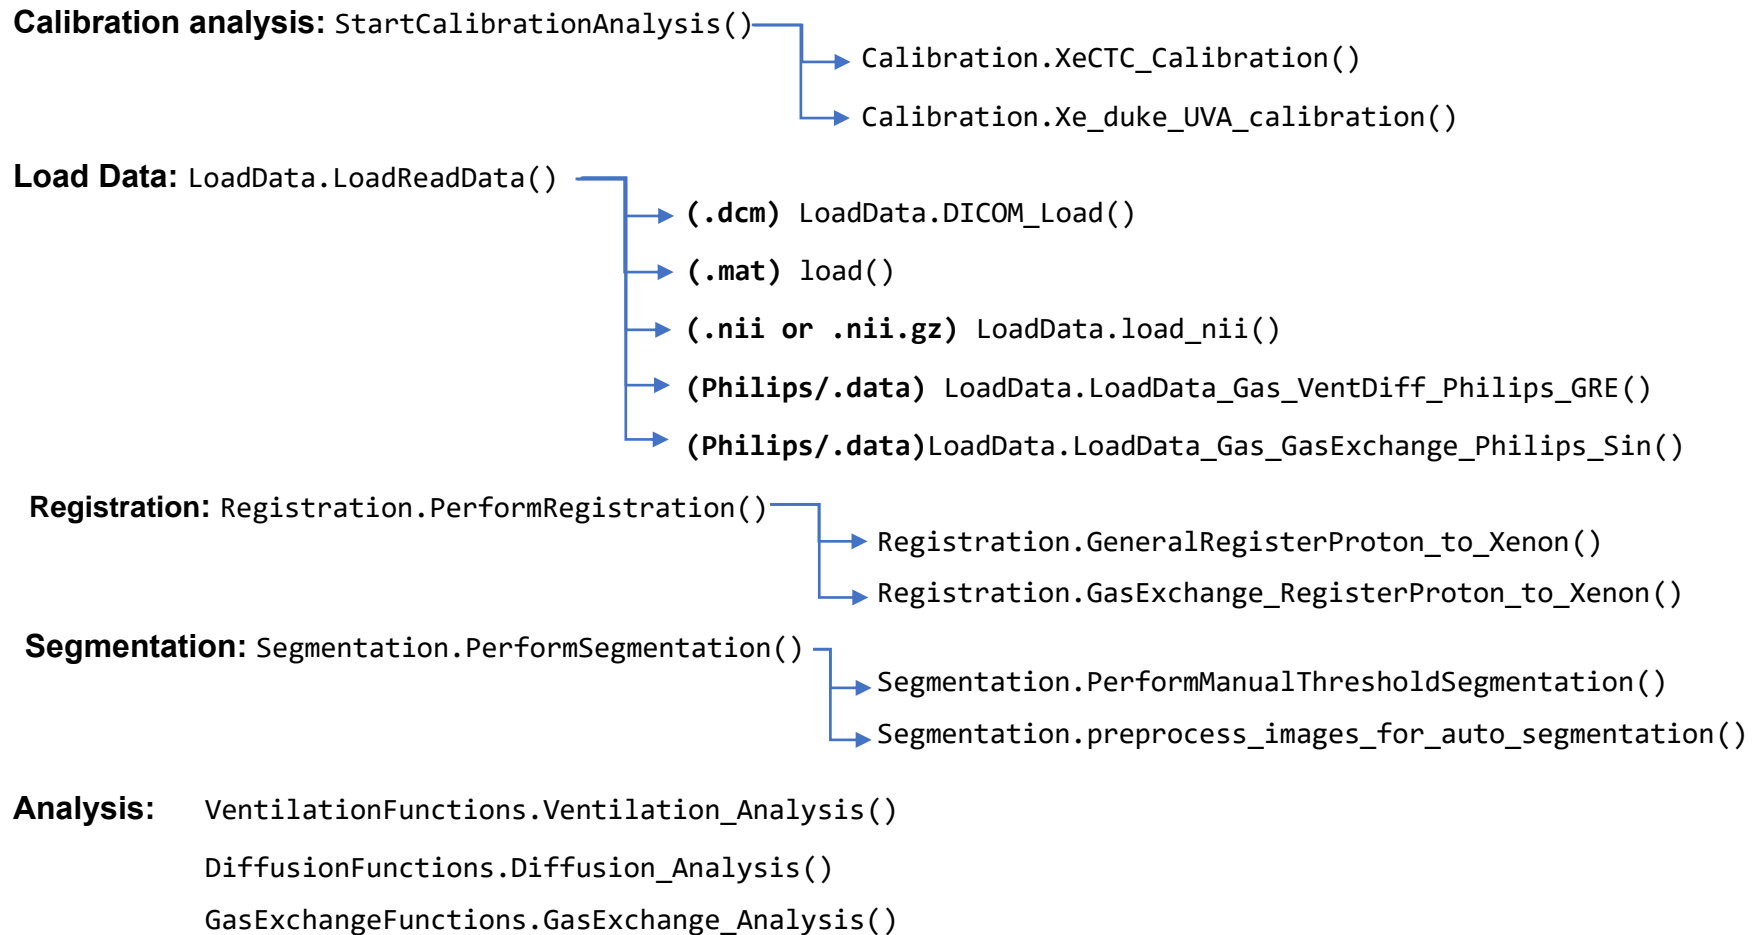 Calibration analysis: StartCalibrationAnalysis()
Calibration.XeCTC_Calibration()
Calibration.Xe_duke_UVA_calibration()
Load Data: LoadData.LoadReadData()
(.dcm) LoadData.DICOM_Load()
(.mat) load()
(.nii or .nii.gz) LoadData.load_nii()
(Philips/.data) LoadData.LoadData_Gas_VentDiff_Philips_GRE()
(Philips/.data)LoadData.LoadData_Gas_GasExchange_Philips_Sin()
Registration: Registration.PerformRegistration()
Registration.GeneralRegisterProton_to_Xenon()
Registration.GasExchange_RegisterProton_to_Xenon()
Segmentation: Segmentation.PerformSegmentation()
Segmentation.PerformManualThresholdSegmentation()
Segmentation.preprocess_images_for_auto_segmentation()
Analysis: VentilationFunctions.Ventilation_Analysis()
DiffusionFunctions.Diffusion_Analysis()
GasExchangeFunctions.GasExchange_Analysis()